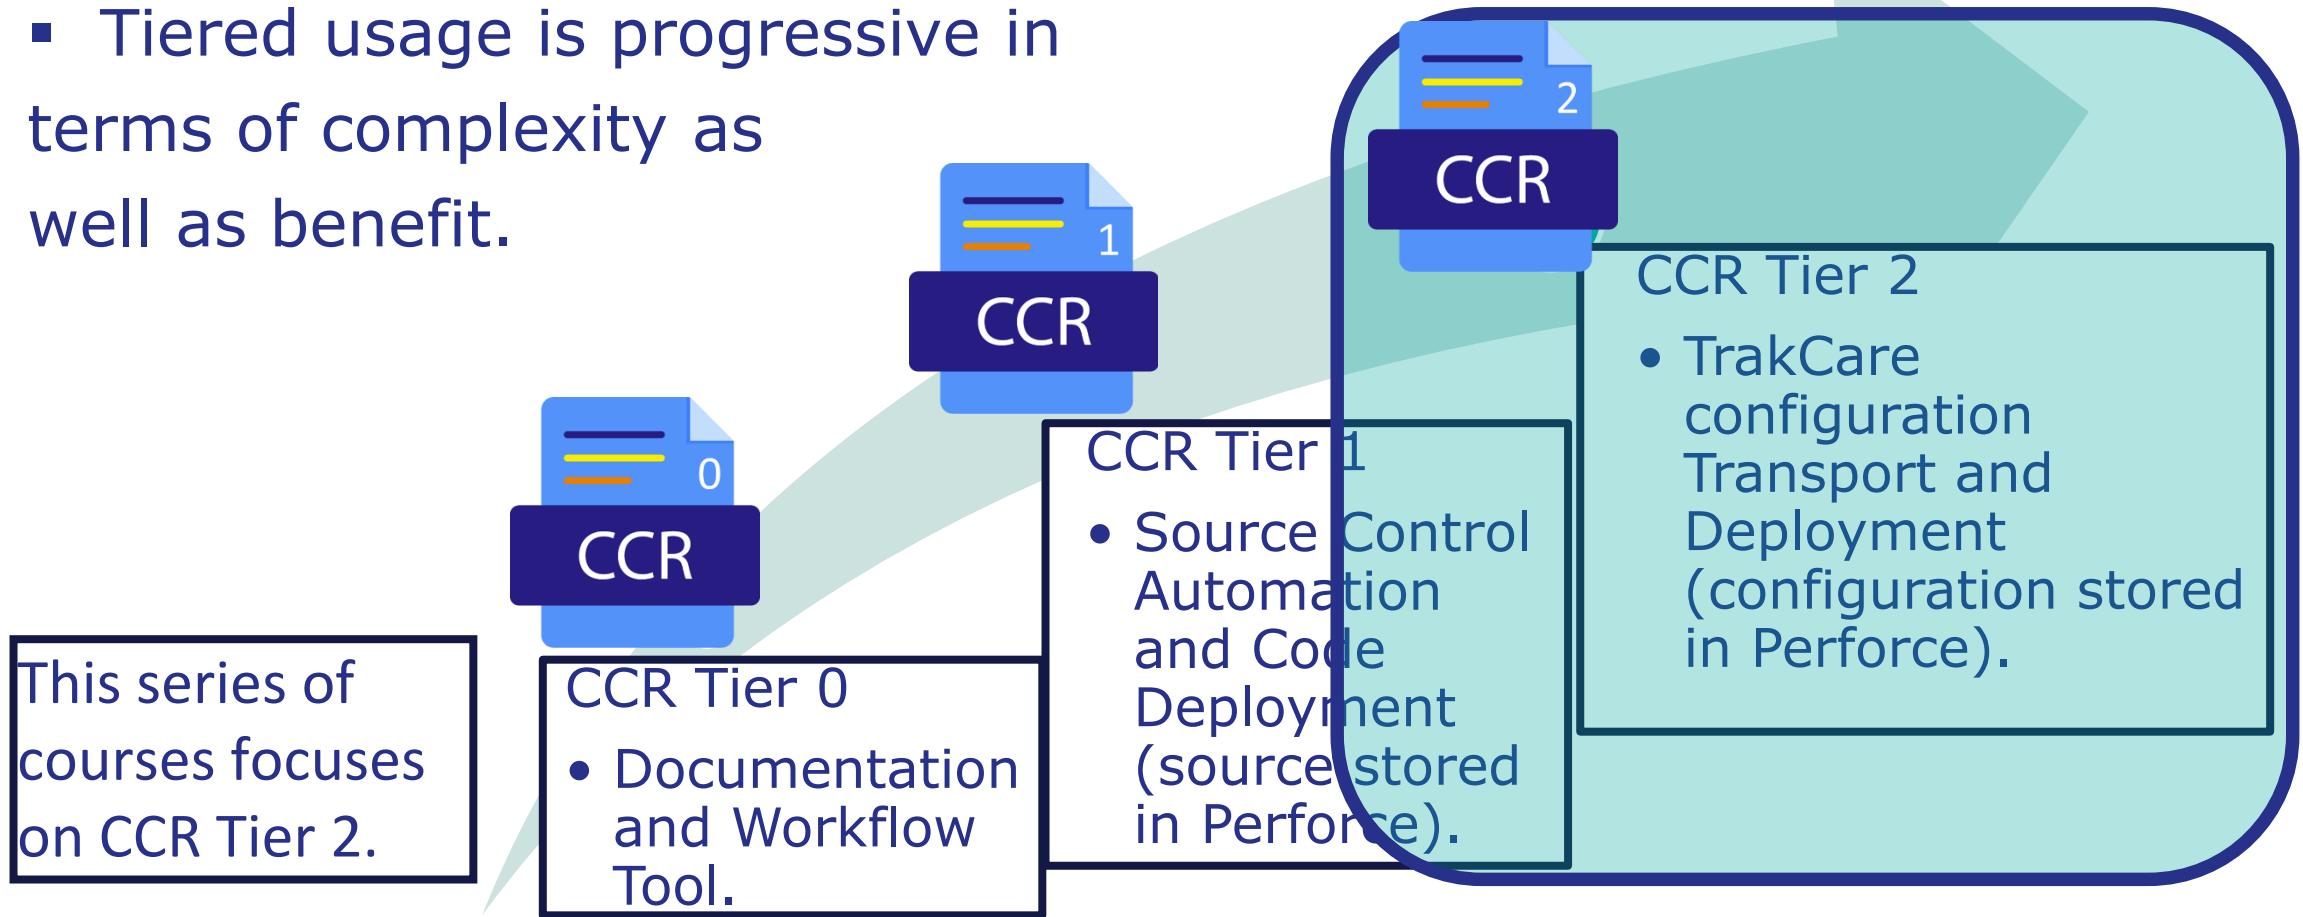 ▪ Tiered usage is progressive in
terms of complexity as
well as benefit.
2
CCR
1
CCR
0
CCR
This series of
courses focuses
on CCR Tier 2.
CCR Tier 0
• Documentation
and Workflow
Tool.
CCR Tier 1
• Source Control
Automation
and Code
Deployment
(source stored
in Perforce).
CCR Tier 2
• TrakCare
configuration
Transport and
Deployment
(configuration stored
in Perforce).